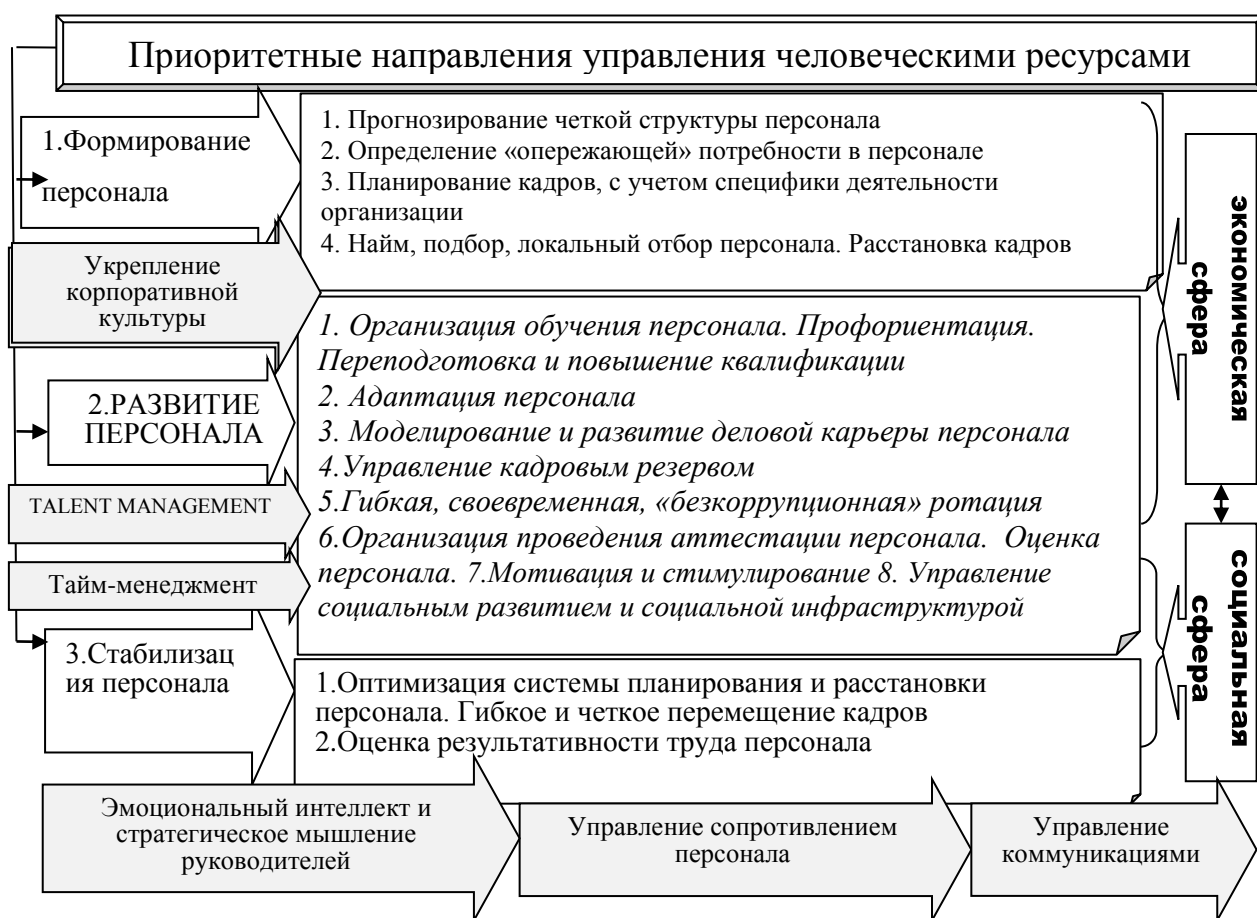 Приоритетные направления управления человеческими ресурсами
1.Формирование
персонала
1. Прогнозирование четкой структуры персонала
2. Определение «опережающей» потребности в персонале
3. Планирование кадров, с учетом специфики деятельности
организации
4. Найм, подбор, локальный отбор персонала. Расстановка кадров
Укрепление
корпоративной
культуры
1. Организация обучения персонала. Профориентация.
Переподготовка и повышение квалификации
2. Адаптация персонала
3. Моделирование и развитие деловой карьеры персонала
4.Управление кадровым резервом
5.Гибкая, своевременная, «безкоррупционная» ротация
6.Организация проведения аттестации персонала. Оценка
персонала. 7.Мотивация и стимулирование 8. Управление
социальным развитием и социальной инфраструктурой
2.РАЗВИТИЕ
ПЕРСОНАЛА
TALENT MANAGEMENT
Тайм-менеджмент
3.Стабилизац
ия персонала
1.Оптимизация системы планирования и расстановки
персонала. Гибкое и четкое перемещение кадров
2.Оценка результативности труда персонала
экономическая
сфера
социальная
сфера
Эмоциональный интеллект и
стратегическое мышление
руководителей
Управление сопротивлением
персонала
Управление
коммуникациями